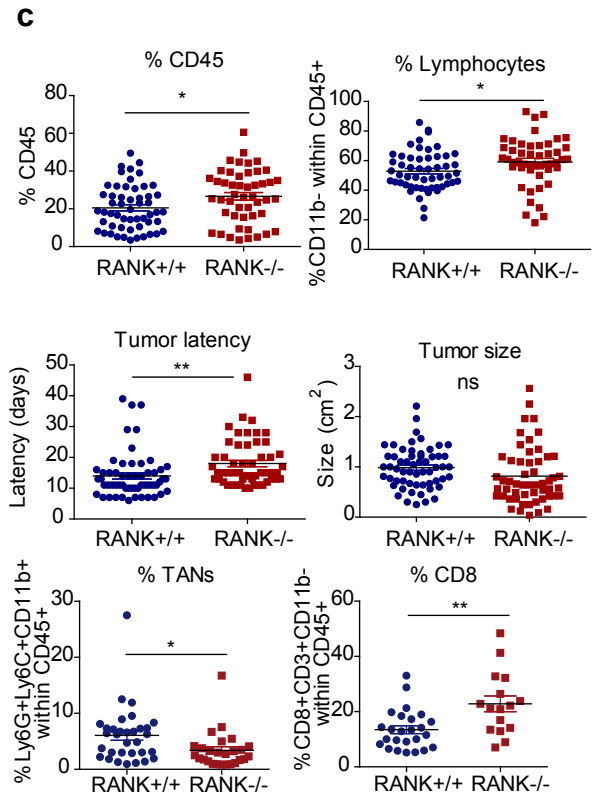 c
% CD45
*
% CD45
80
60
40
20
0
RANK+/+ RANK-/-
% Lymphocytes
*
%CD11b- within CD45+
100
80
60
40
20
0
RANK+/+ RANK-/-
Tumor latency
**
Latency (days)
50
40
30
20
10
0
RANK+/+ RANK-/-
Tumor size
ns
Size (cm2)
3
2
1
0
RANK+/+ RANK-/-
% TANs
*
%Ly6G+Ly6C+CD11b+
within CD45+
30
20
10
0
RANK+/+ RANK-/-
% CD8
**
%CD8+CD3+CD11b-
within CD45+
60
40
20
0
RANK+/+ RANK-/-